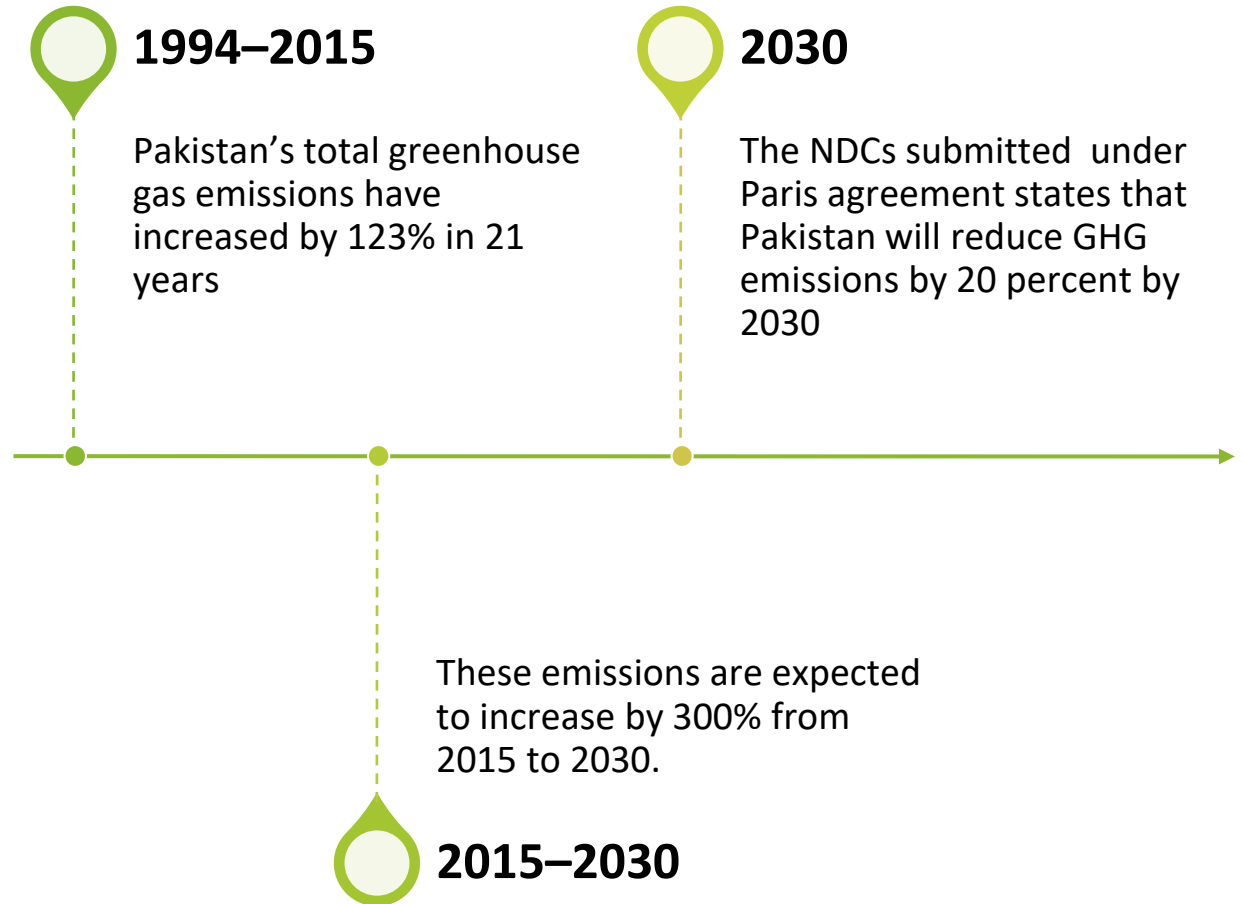 1994–2015
Pakistan’s total greenhouse
gas emissions have
increased by 123% in 21
years
2030
The NDCs submitted  under
Paris agreement states that
Pakistan will reduce GHG
emissions by 20 percent by
2030
These emissions are expected
to increase by 300% from
2015 to 2030.
2015–2030